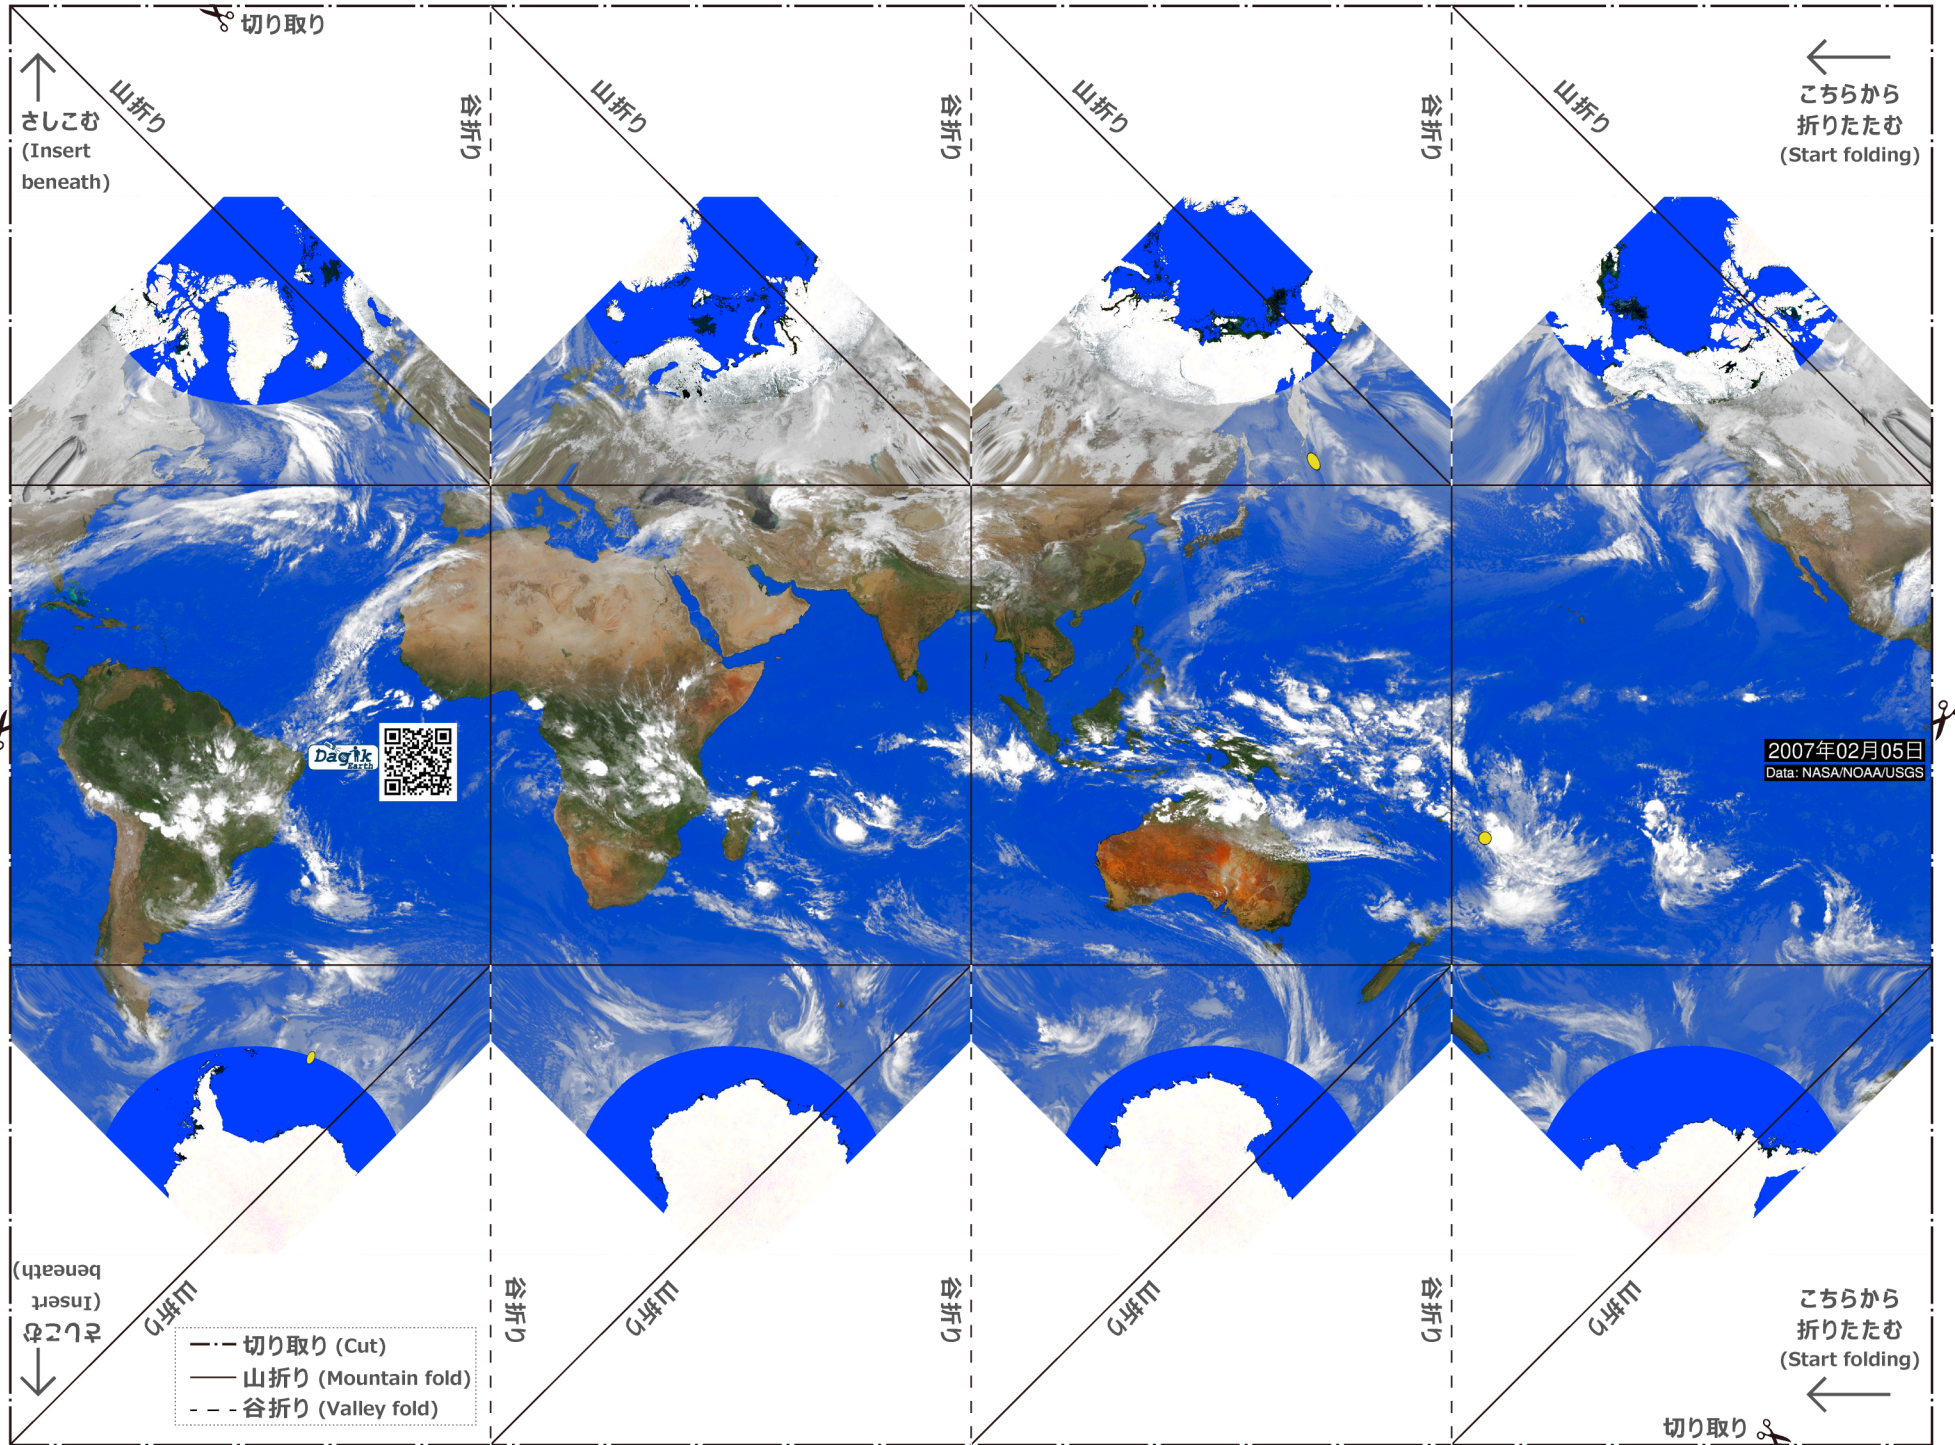 切り取り
さしこむ
(Insert
beneath)
山折り
谷折り
山折り
谷折り
山折り
谷折り
山折り
こちらから
折りたたむ
(Start folding)
Dagik
Earth
2007年02月05日
Data: NASA/NOAA/USGS
さしこむ
(Insert
beneath)
山折り
谷折り
山折り
谷折り
山折り
谷折り
山折り
こちらから
折りたたむ
(Start folding)
切り取り (Cut)
山折り (Mountain fold)
谷折り (Valley fold)
切り取り